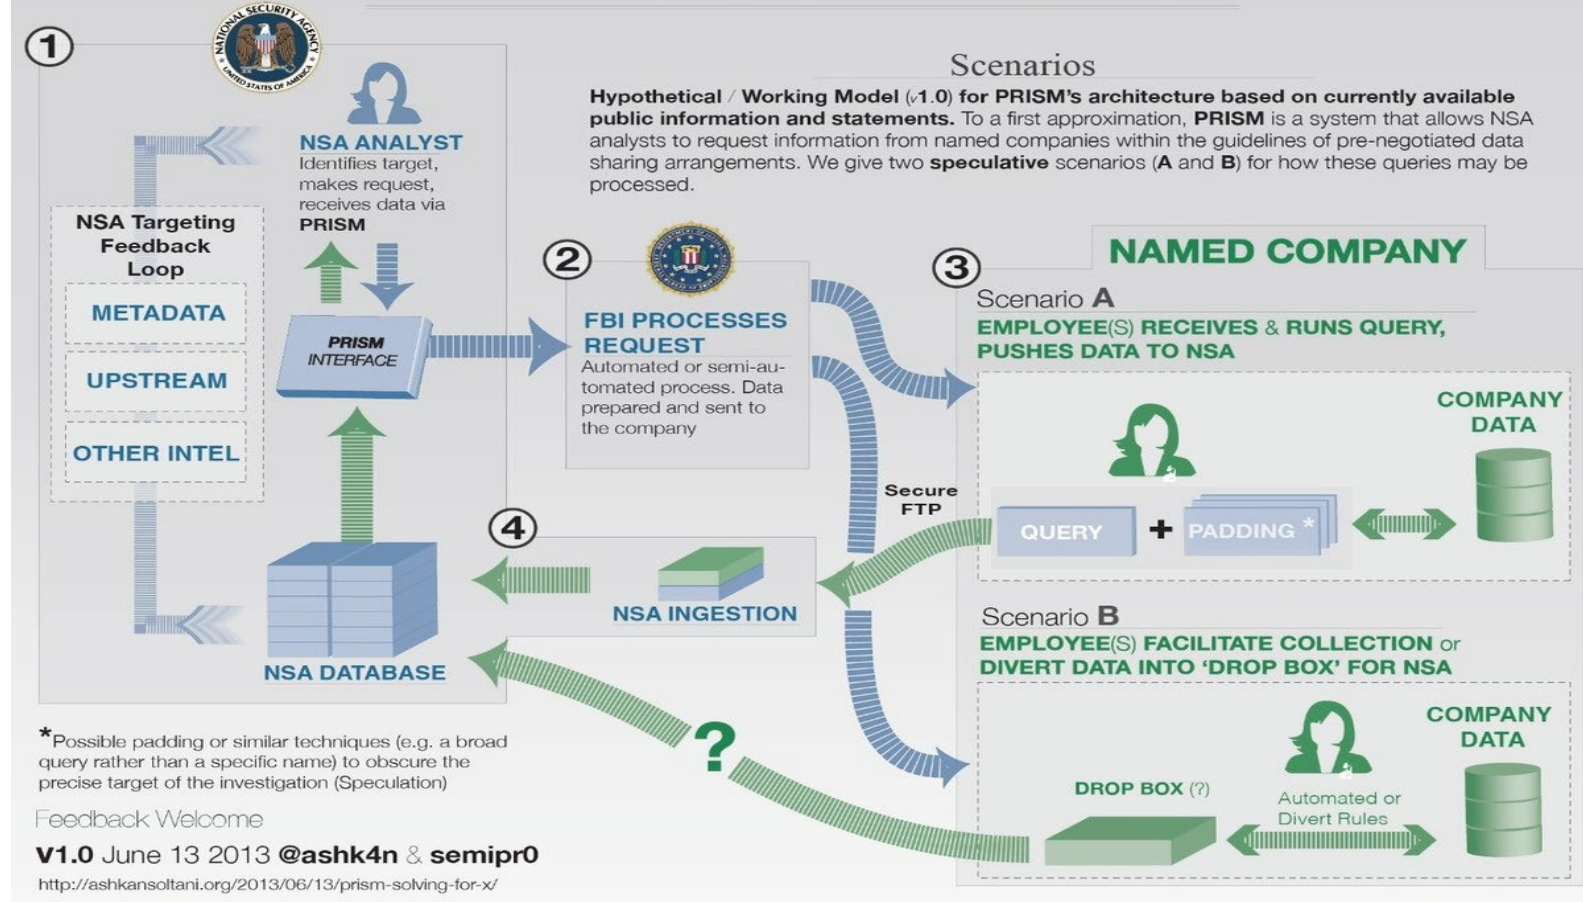 1
NATIONAL SECURITY AGENCY
UNITED STATES OF AMERICA
NSA ANALYST
Identifies target,
makes request,
receives data via
PRISM
NSA Targeting
Feedback
Loop
METADATA
UPSTREAM
OTHER INTEL
PRISM
INTERFACE
NSA DATABASE
Scenarios
Hypothetical / Working Model (v1.0) for PRISM's architecture based on currently available
public information and statements. To a first approximation, PRISM is a system that allows NSA
analysts to request information from named companies within the guidelines of pre-negotiated data
sharing arrangements. We give two speculative scenarios (A and B) for how these queries may be
processed.
2
FBI PROCESSES
REQUEST
Automated or semi-au-
tomated process. Data
prepared and sent to
the company
3
NAMED COMPANY
Scenario A
EMPLOYEE(S) RECEIVES & RUNS QUERY,
PUSHES DATA TO NSA
COMPANY
DATA
QUERY
+
PADDING *
Secure
FTP
4
NSA INGESTION
Scenario B
EMPLOYEE(S) FACILITATE COLLECTION or
DIVERT DATA INTO ‘DROP BOX’ FOR NSA
COMPANY
DATA
DROP BOX (?)
Automated or
Divert Rules
?
*Possible padding or similar techniques (e.g. a broad
query rather than a specific name) to obscure the
precise target of the investigation (Speculation)
Feedback Welcome
V1.0 June 13 2013 @ashk4n & semipr0
http://ashkansoltani.org/2013/06/13/prism-solving-for-x/